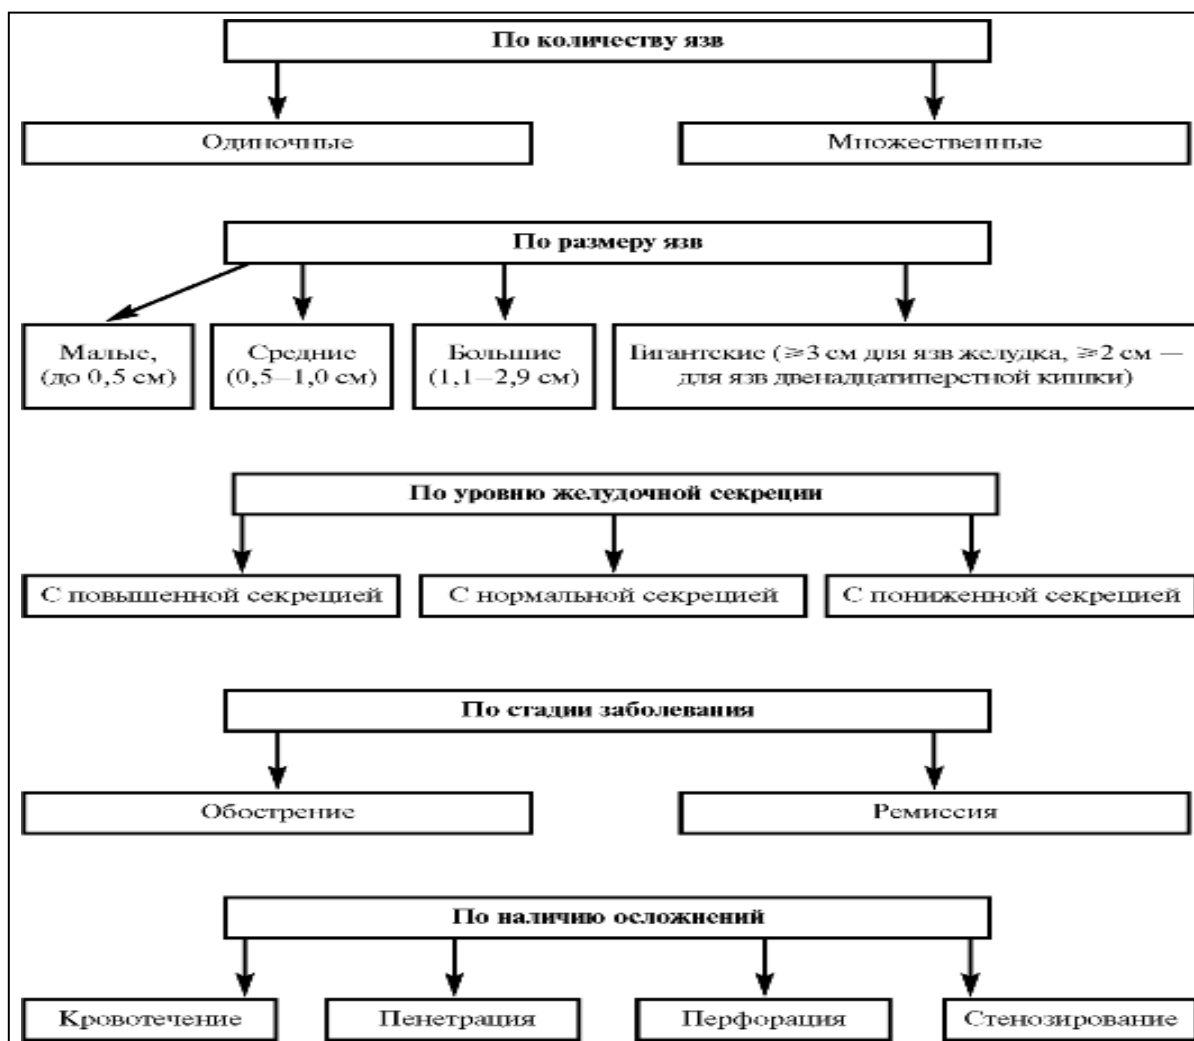 По количеству язв
Одиночные
Множественные
По размеру язв
Малые,
(до 0,5 см)
Средние
(0,5–1,0 см)
Большие
(1,1–2,9 см)
Гигантские (⩾3 см для язв желудка, ⩾2 см —
для язв двенадцатиперстной кишки)
По уровню желудочной секреции
С повышенной секрецией
С нормальной секрецией
С пониженной секрецией
По стадии заболевания
Обострение
Ремиссия
По наличию осложнений
Кровотечение
Пенетрация
Перфорация
Стенозирование